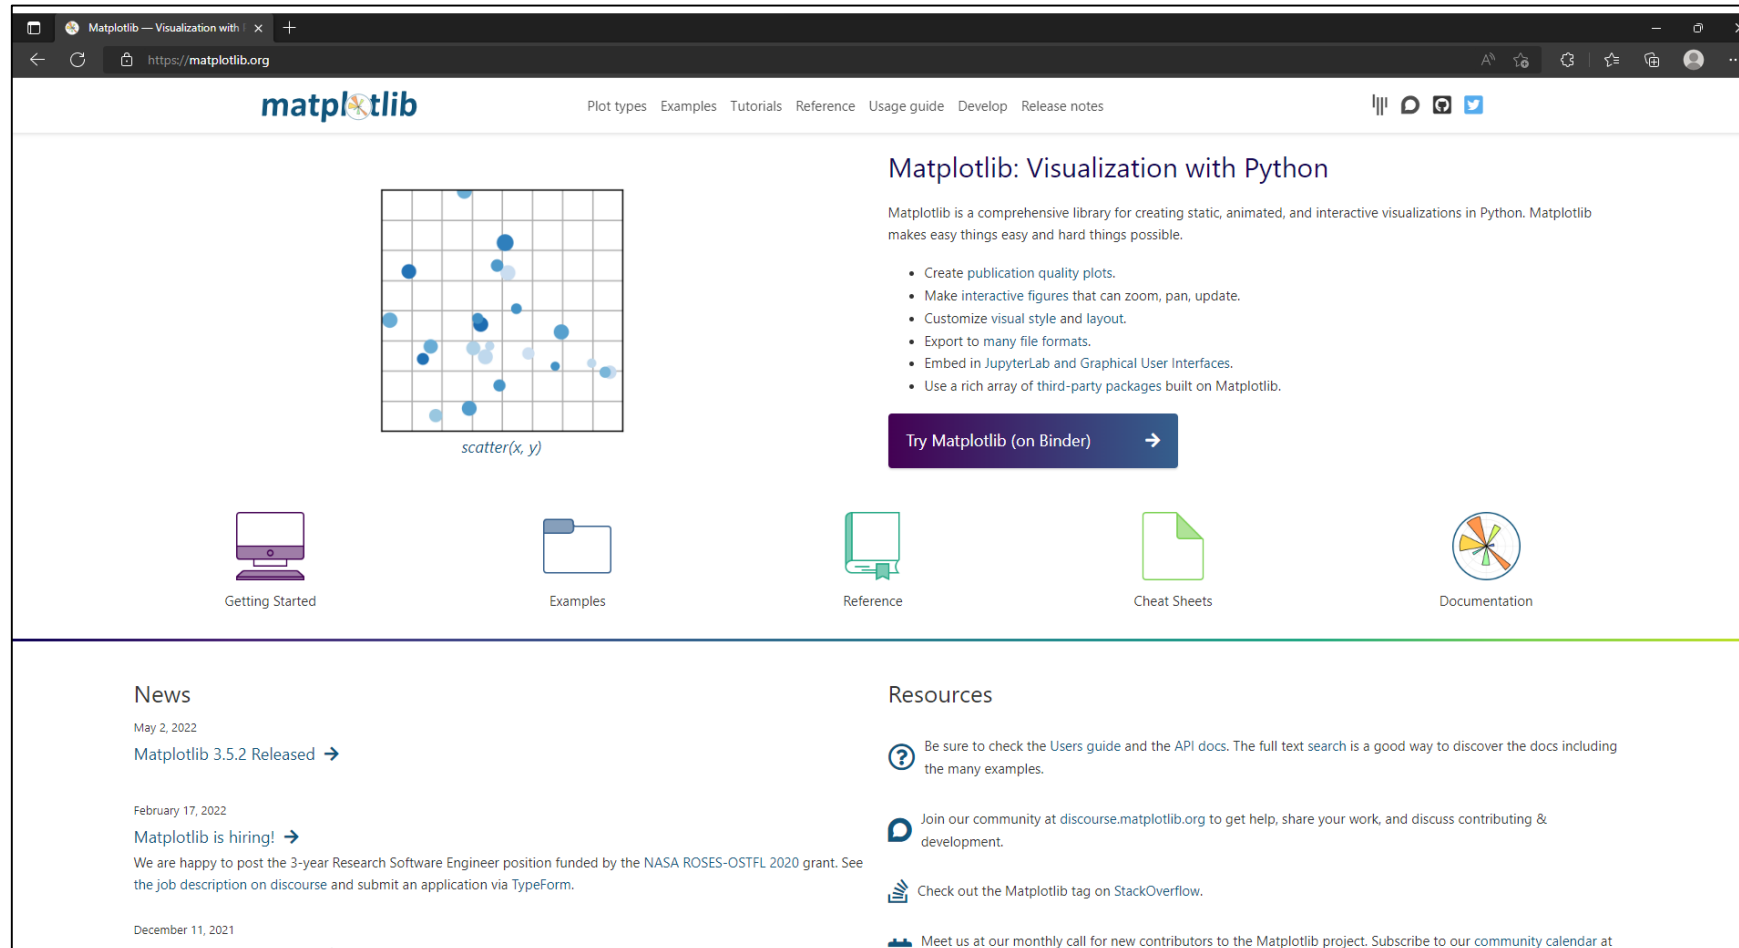 Matplotlib — Visualization with
https://matplotlib.org
matplotlib
Plot types Examples Tutorials Reference Usage guide Develop Release notes
Matplotlib: Visualization with Python
Matplotlib is a comprehensive library for creating static, animated, and interactive visualizations in Python. Matplotlib
makes easy things easy and hard things possible.
• Create publication quality plots.
• Make interactive figures that can zoom, pan, update.
• Customize visual style and layout.
• Export to many file formats.
• Embed in JupyterLab and Graphical User Interfaces.
• Use a rich array of third-party packages built on Matplotlib.
scatter(x, y)
Try Matplotlib (on Binder)
Getting Started
Examples
Reference
Cheat Sheets
Documentation
News
May 2, 2022
Matplotlib 3.5.2 Released
February 17, 2022
Matplotlib is hiring!
We are happy to post the 3-year Research Software Engineer position funded by the NASA ROSES-OSTFL 2020 grant. See
the job description on discourse and submit an application via TypeForm.
December 11, 2021
Resources
Be sure to check the Users guide and the API docs. The full text search is a good way to discover the docs including
the many examples.
Join our community at discourse.matplotlib.org to get help, share your work, and discuss contributing &
development.
Check out the Matplotlib tag on StackOverflow.
Meet us at our monthly call for new contributors to the Matplotlib project. Subscribe to our community calendar at